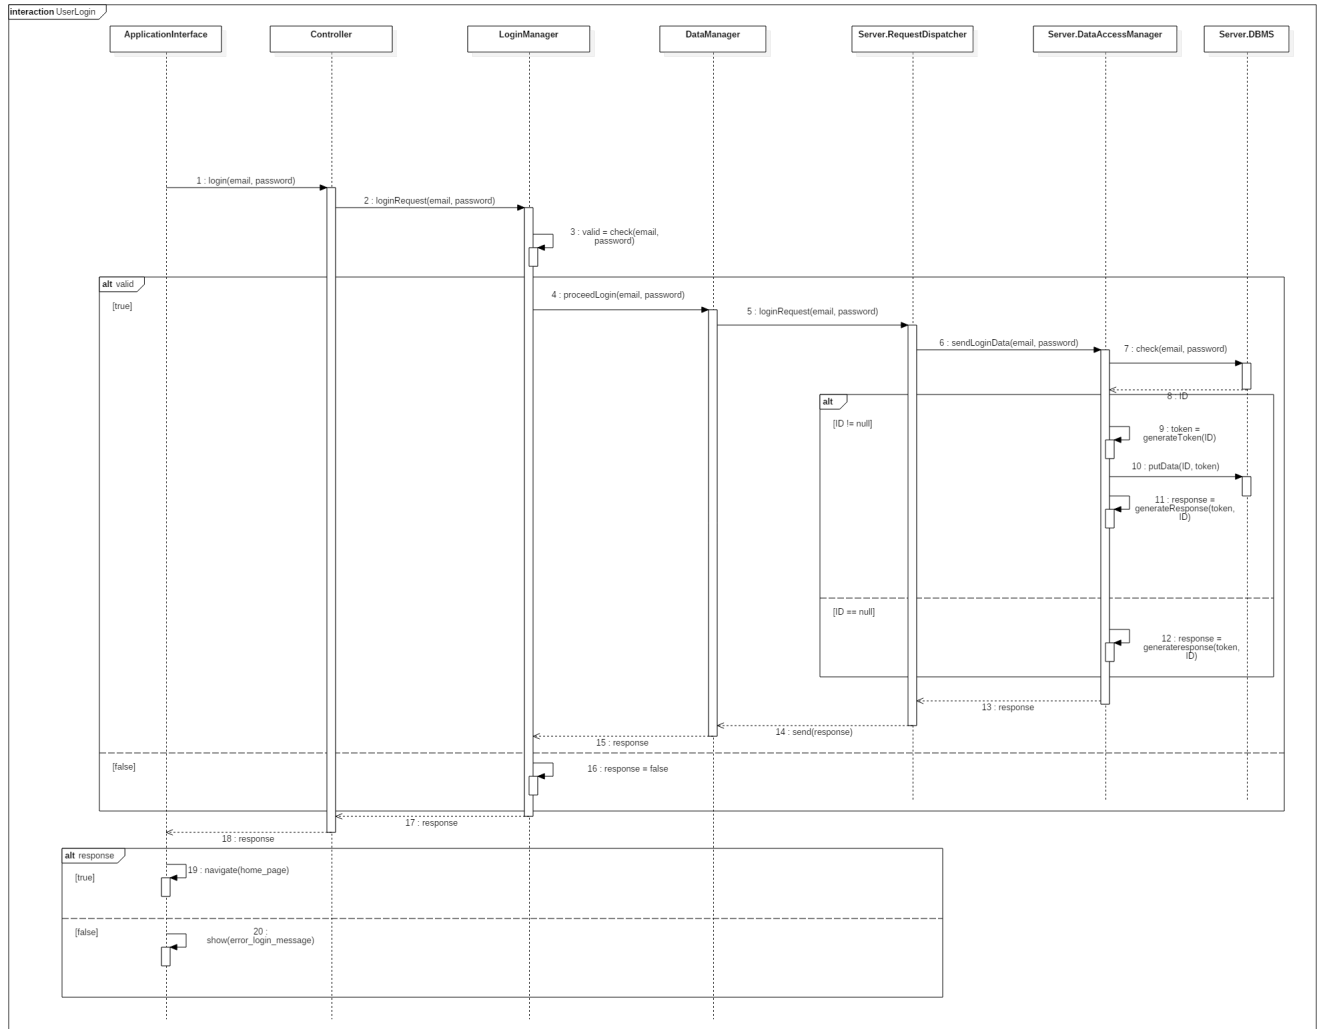 interaction UserLogin
ApplicationInterface
Controller
LoginManager
DataManager
Server.RequestDispatcher
Server.DataAccessManager
Server.DBMS
1 : login(email, password)
2 : loginRequest(email, password)
3 : valid = check(email,
password)
alt valid
[true]
4 : proceedLogin(email, password)
5 : loginRequest(email, password)
6 : sendLoginData(email, password)
7 : check(email, password)
8 : ID
alt
[ID != null]
9 : token =
generateToken(ID)
10 : putData(ID, token)
11 : response =
generateResponse(token,
ID)
[ID == null]
12 : response =
generateresponse(token,
ID)
13 : response
14 : send(response)
15 : response
[false]
16 : response = false
17 : response
18 : response
alt response
[true]
19 : navigate(home_page)
[false]
20 :
show(error_login_message)